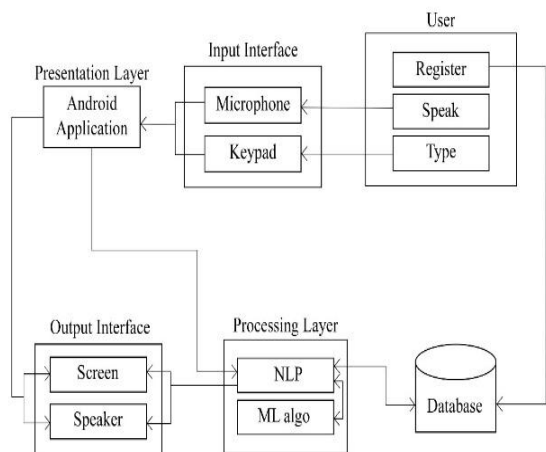 User
Input Interface
Register
Presentation Layer
Android
Application
Microphone
Speak
Keypad
Type
Output Interface
Processing Layer
Screen
NLP
Speaker
ML algo
Database